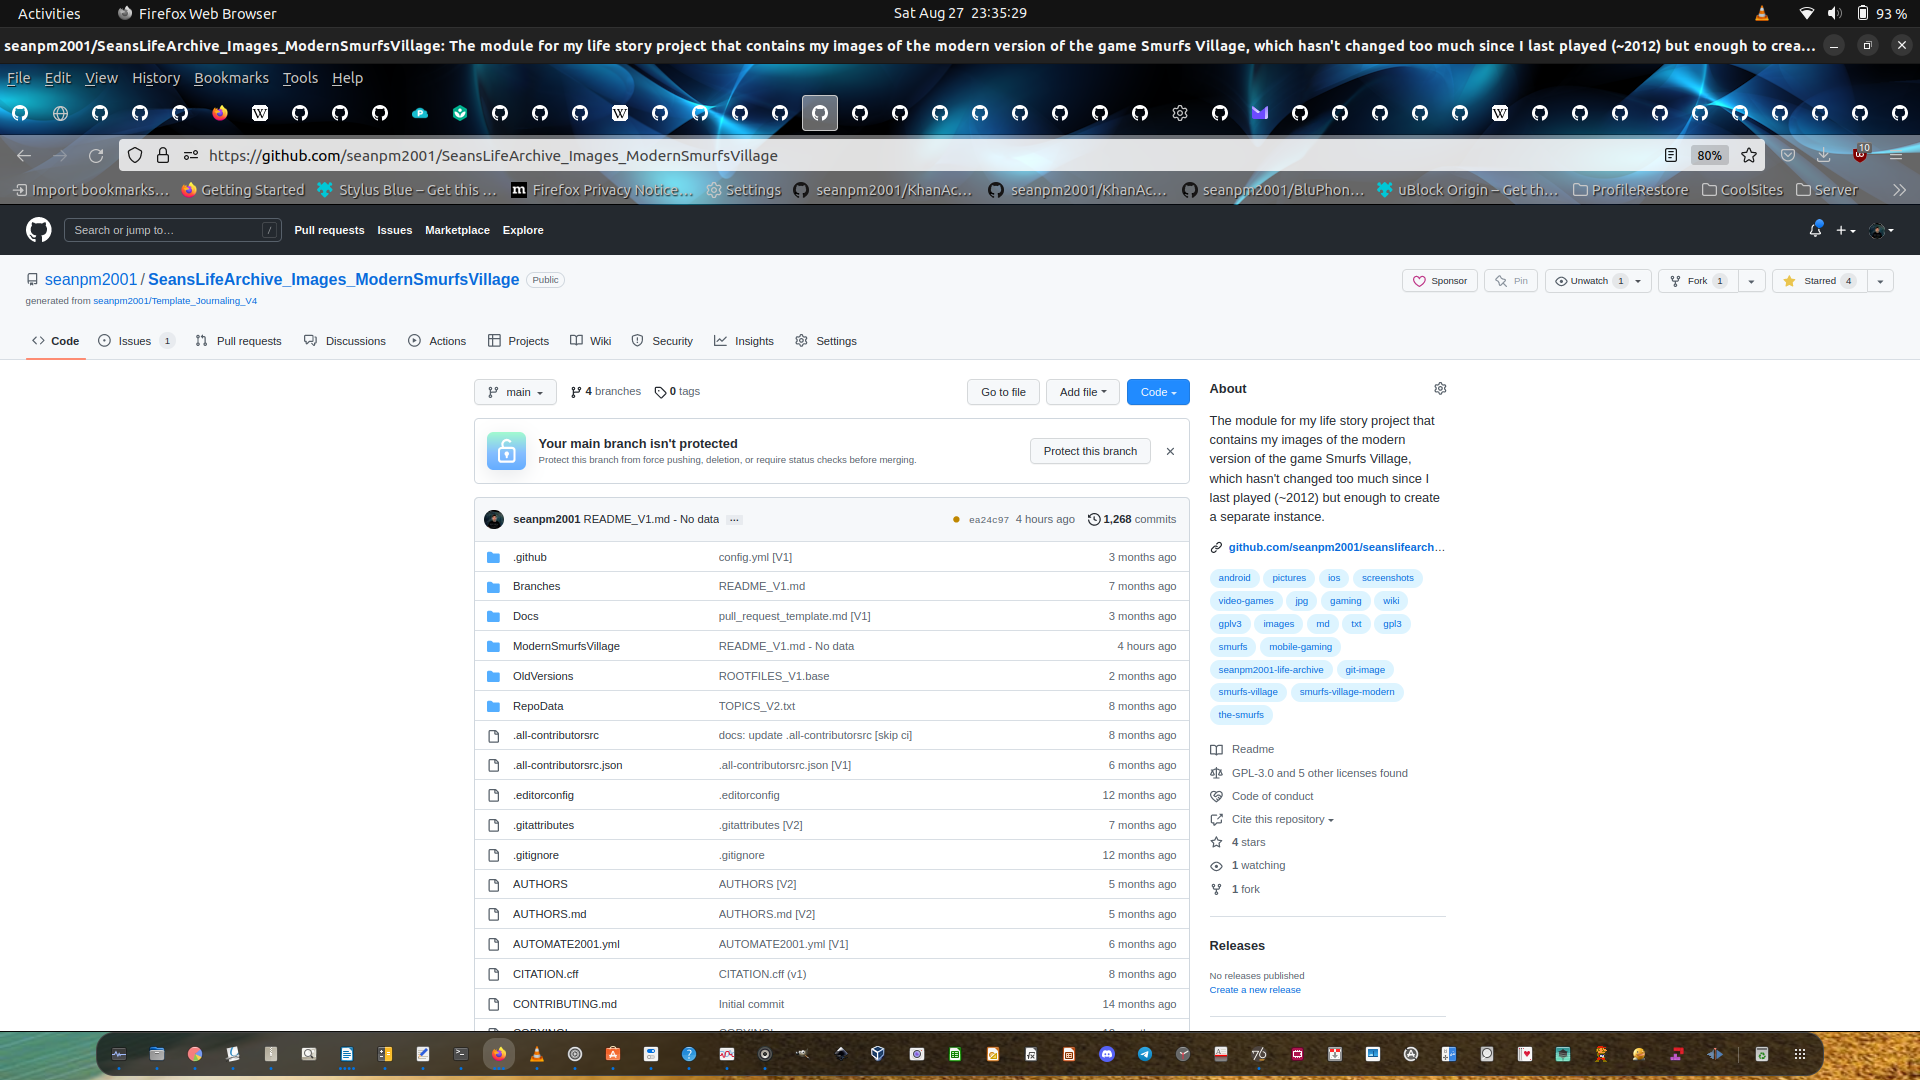 Activities Firefox Web Browser Sat Aug 27 23:35:29 93 %
seanpm2001/SeansLifeArchive_Images_ModernSmurfsVillage: The module for my life story project that contains my images of the modern version of the game Smurfs Village, which hasn't changed too much since I last played (~2012) but enough to crea…
File Edit View History Bookmarks Tools Help
https://github.com/seanpm2001/SeansLifeArchive_Images_ModernSmurfsVillage 80% 10
Import bookmarks… Getting Started Stylus Blue – Get this … Firefox Privacy Notice… Settings seanpm2001/KhanAc… seanpm2001/KhanAc… seanpm2001/BluPhon… uBlock Origin – Get th… ProfileRestore CoolSites Server
Search or jump to… / Pull requests Issues Marketplace Explore
seanpm2001 / SeansLifeArchive_Images_ModernSmurfsVillage Public Sponsor Pin Unwatch 1 Fork 1 Starred 4
generated from seanpm2001/Template_Journaling_V4
Code Issues 1 Pull requests Discussions Actions Projects Wiki Security Insights Settings
main 4 branches 0 tags Go to file Add file Code
Your main branch isn't protected
Protect this branch from force pushing, deletion, or require status checks before merging.
Protect this branch
seanpm2001 README_V1.md - No data … ea24c97 4 hours ago 1,268 commits
.github config.yml [V1] 3 months ago
Branches README_V1.md 7 months ago
Docs pull_request_template.md [V1] 3 months ago
ModernSmurfsVillage README_V1.md - No data 4 hours ago
OldVersions ROOTFILES_V1.base 2 months ago
RepoData TOPICS_V2.txt 8 months ago
.all-contributorsrc docs: update .all-contributorsrc [skip ci] 8 months ago
.all-contributorsrc.json .all-contributorsrc.json [V1] 6 months ago
.editorconfig .editorconfig 12 months ago
.gitattributes .gitattributes [V2] 7 months ago
.gitignore .gitignore 12 months ago
AUTHORS AUTHORS [V2] 5 months ago
AUTHORS.md AUTHORS.md [V2] 5 months ago
AUTOMATE2001.yml AUTOMATE2001.yml [V1] 6 months ago
CITATION.cff CITATION.cff (v1) 8 months ago
CONTRIBUTING.md Initial commit 14 months ago
About
The module for my life story project that
contains my images of the modern
version of the game Smurfs Village,
which hasn't changed too much since I
last played (~2012) but enough to create
a separate instance.
github.com/seanpm2001/seanslifearch…
android pictures ios screenshots
video-games jpg gaming wiki
gplv3 images md txt gpl3
smurfs mobile-gaming
seanpm2001-life-archive git-image
smurfs-village smurfs-village-modern
the-smurfs
Readme
GPL-3.0 and 5 other licenses found
Code of conduct
Cite this repository
4 stars
1 watching
1 fork
Releases
No releases published
Create a new release